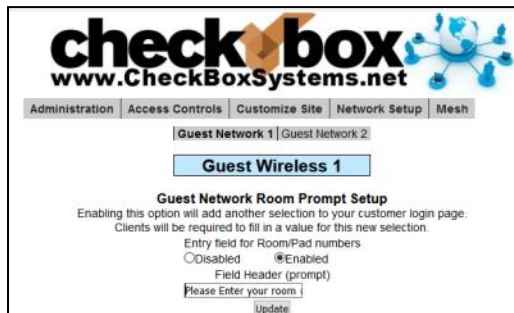 check box
www.CheckBoxSystems.net
Administration Access Controls Customize Site Network Setup Mesh
Guest Network 1 Guest Network 2
Guest Wireless 1
Guest Network Room Prompt Setup
Enabling this option will add another selection to your customer login page.
Clients will be required to fill in a value for this new selection.
Entry field for Room/Pad numbers
Disabled Enabled
Field Header (prompt)
Please Enter your room
Update